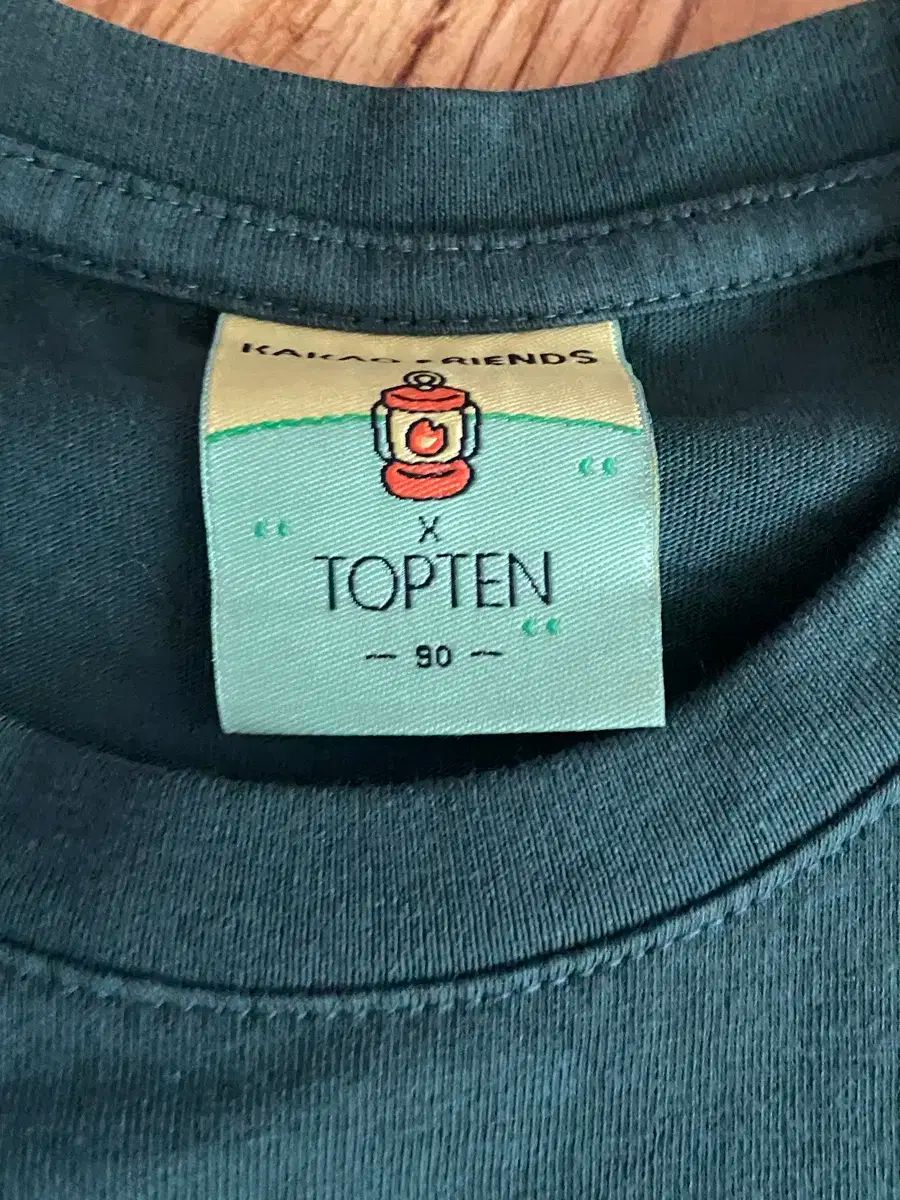 KAKAO FRIENDS
X
TOPTEN
— 90 —